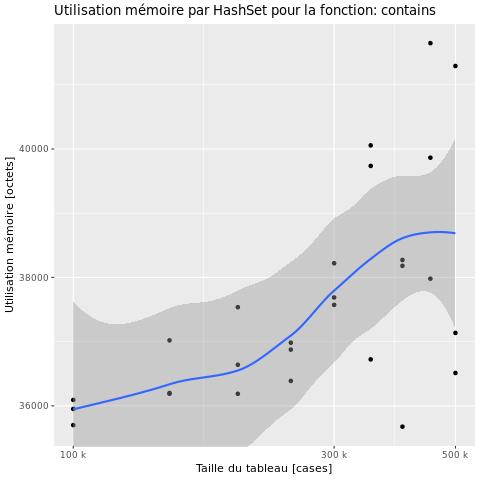 Utilisation mémoire par HashSet pour la fonction: contains
Utilisation mémoire [octets]
40000
38000
36000
100 k
300 k
500 k
Taille du tableau [cases]